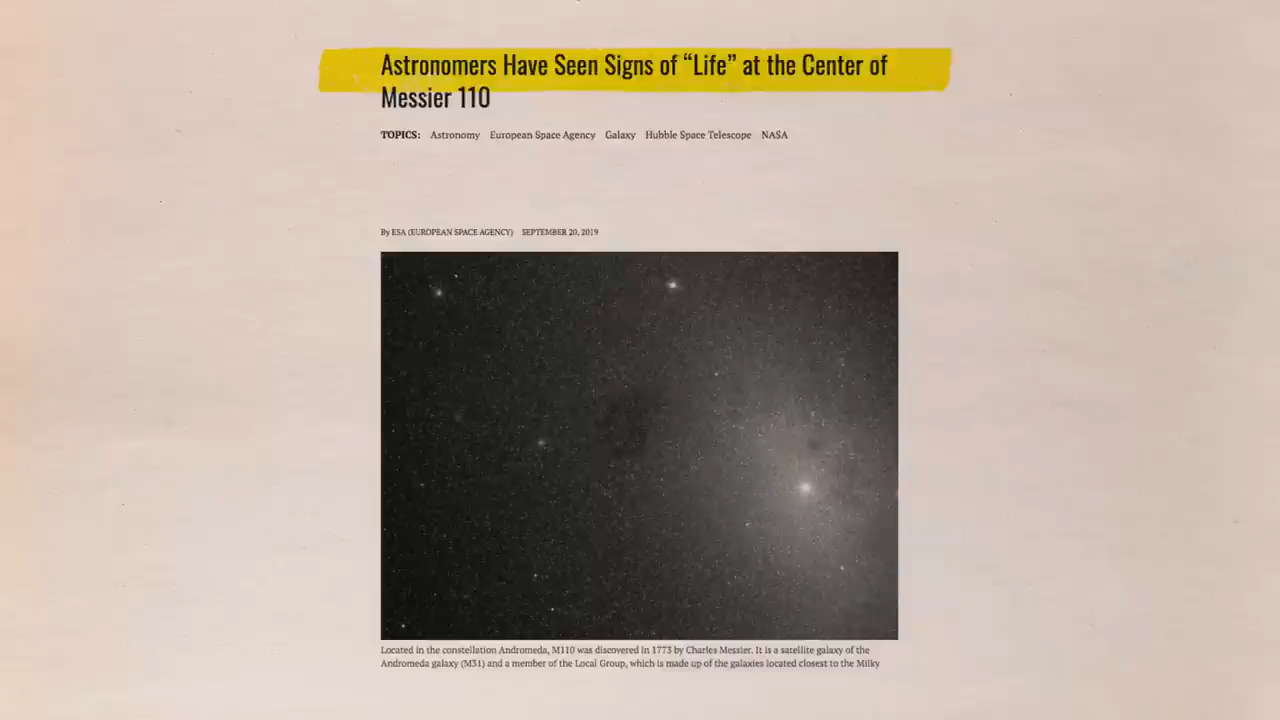 Astronomers Have Seen Signs of “Life” at the Center of
Messier 110
TOPICS: Astronomy European Space Agency Galaxy Hubble Space Telescope NASA
By ESA (EUROPEAN SPACE AGENCY) SEPTEMBER 20, 2019
Located in the constellation Andromeda, M110 was discovered in 1773 by Charles Messier. It is a satellite galaxy of the
Andromeda galaxy (M31) and a member of the Local Group, which is made up of the galaxies located closest to the Milky